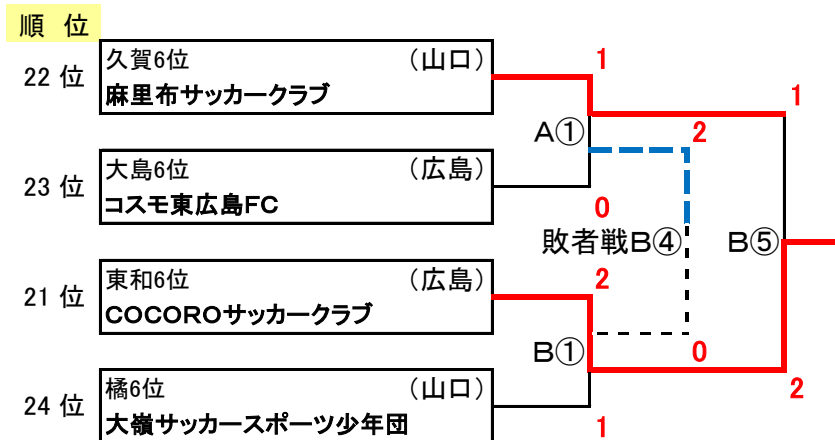 順 位
22 位
久賀6位 （山口）
麻里布サッカークラブ
1
1
A①
2
23 位
大島6位 （広島）
コスモ東広島FC
0
敗者戦B④
B⑤
21 位
東和6位 （広島）
COCOROサッカークラブ
2
B①
0
24 位
橘6位 （山口）
大嶺サッカースポーツ少年団
2
1